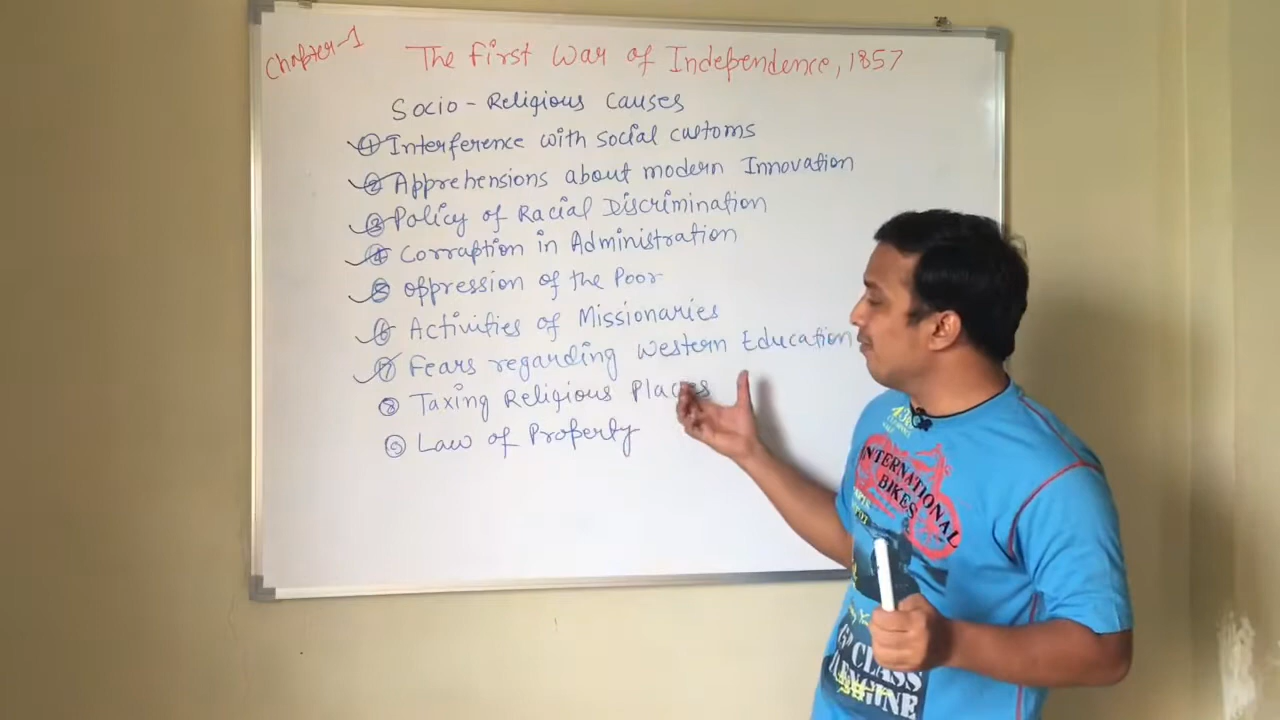 Chapter-1
The First War of Independence, 1857
Socio-Religious Causes
① Interference with social customs
② Apprehensions about modern Innovation
③ Policy of Racial Discrimination
④ Corruption in Administration
⑤ Oppression of the Poor
⑥ Activities of Missionaries
⑦ Fears regarding Western Education
⑧ Taxing Religious Places
⑨ Law of Property
INTERNATIONAL
BIKES
CLASS